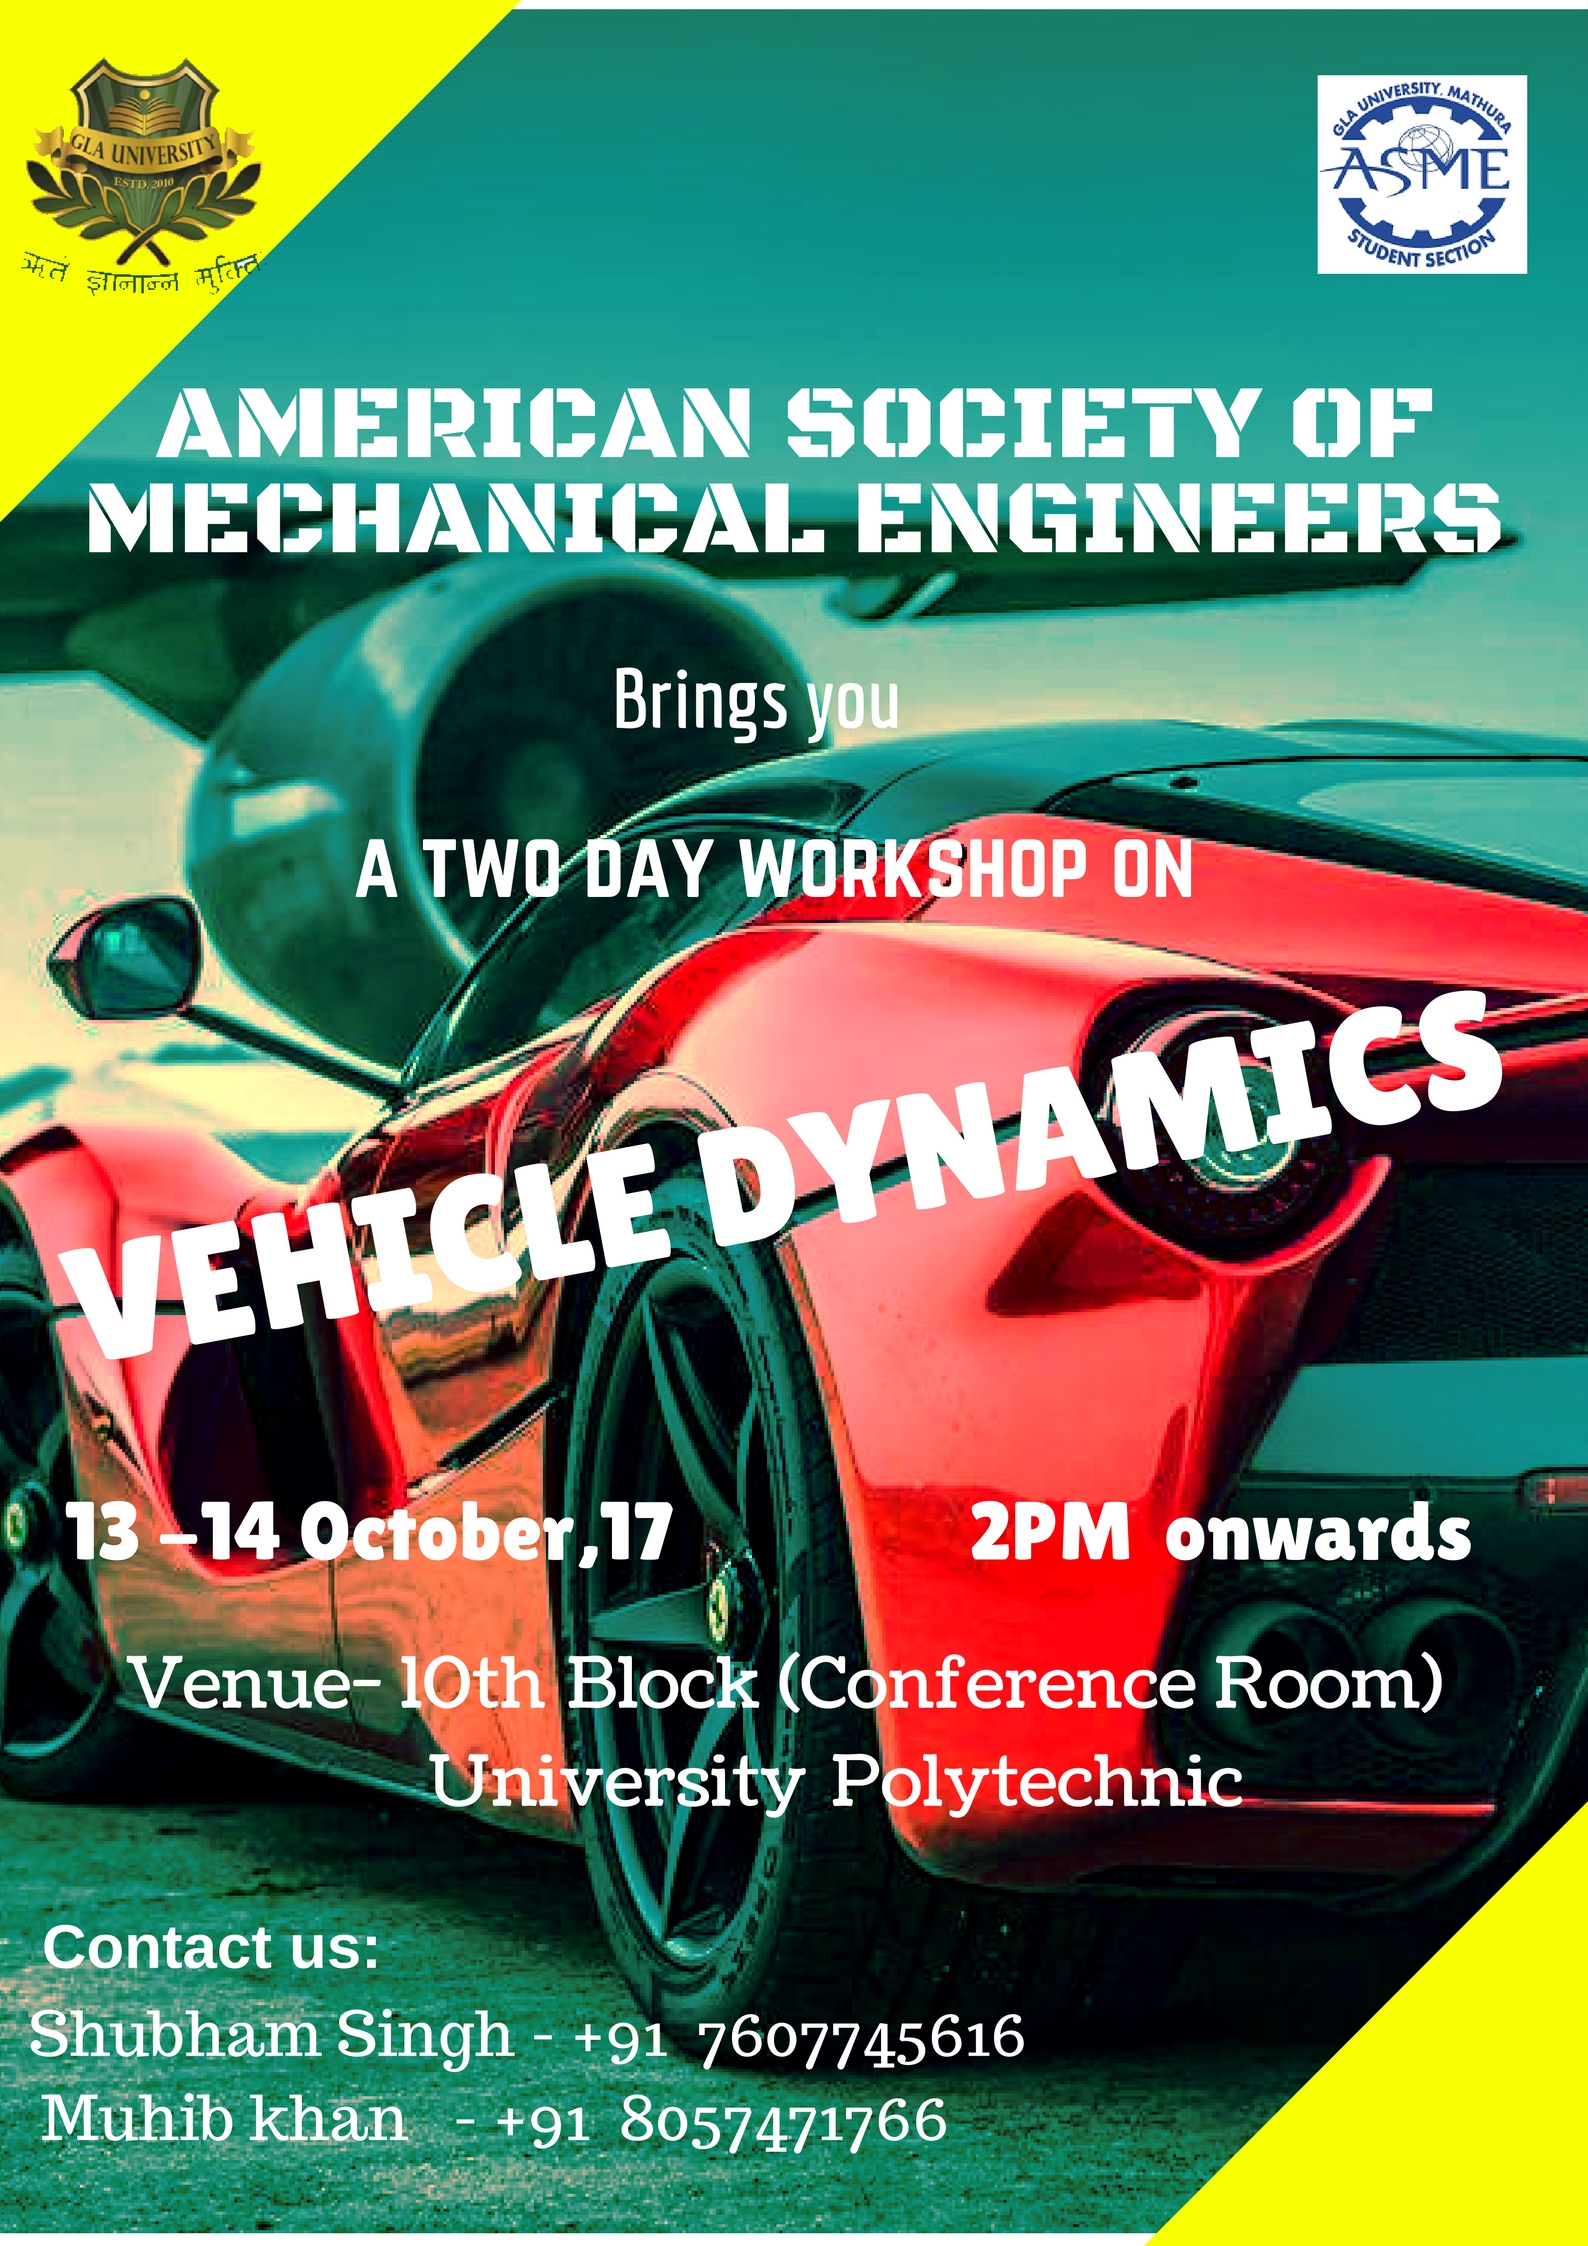 GLA UNIVERSITY
ESTD. 2010
ऋतं ज्ञानान्न मुक्तिः
GLA UNIVERSITY, MATHURA
ASME
STUDENT SECTION
AMERICAN SOCIETY OF
MECHANICAL ENGINEERS
Brings you
A TWO DAY WORKSHOP ON
VEHICLE DYNAMICS
13 -14 October,17 2PM onwards
Venue- 10th Block (Conference Room)
University Polytechnic
Contact us:
Shubham Singh - +91 7607745616
Muhib khan - +91 8057471766